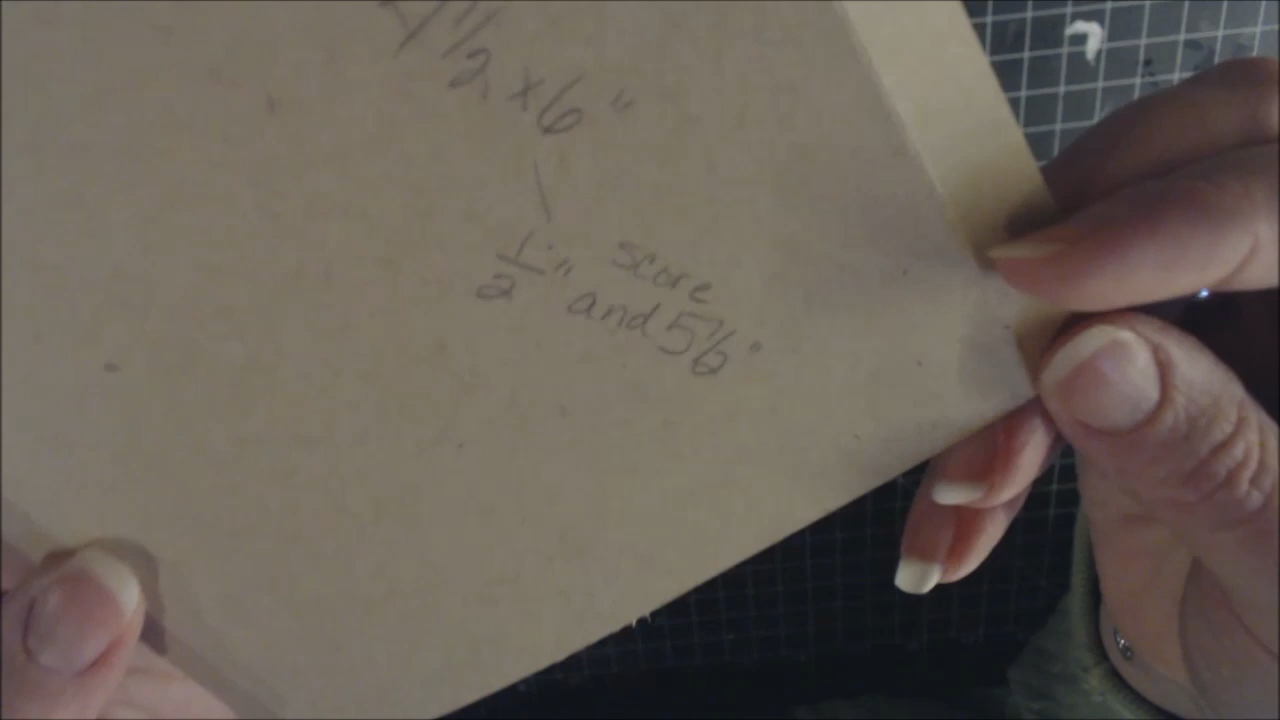 1/2 x 6"
1/2" score
and 5 1/2"